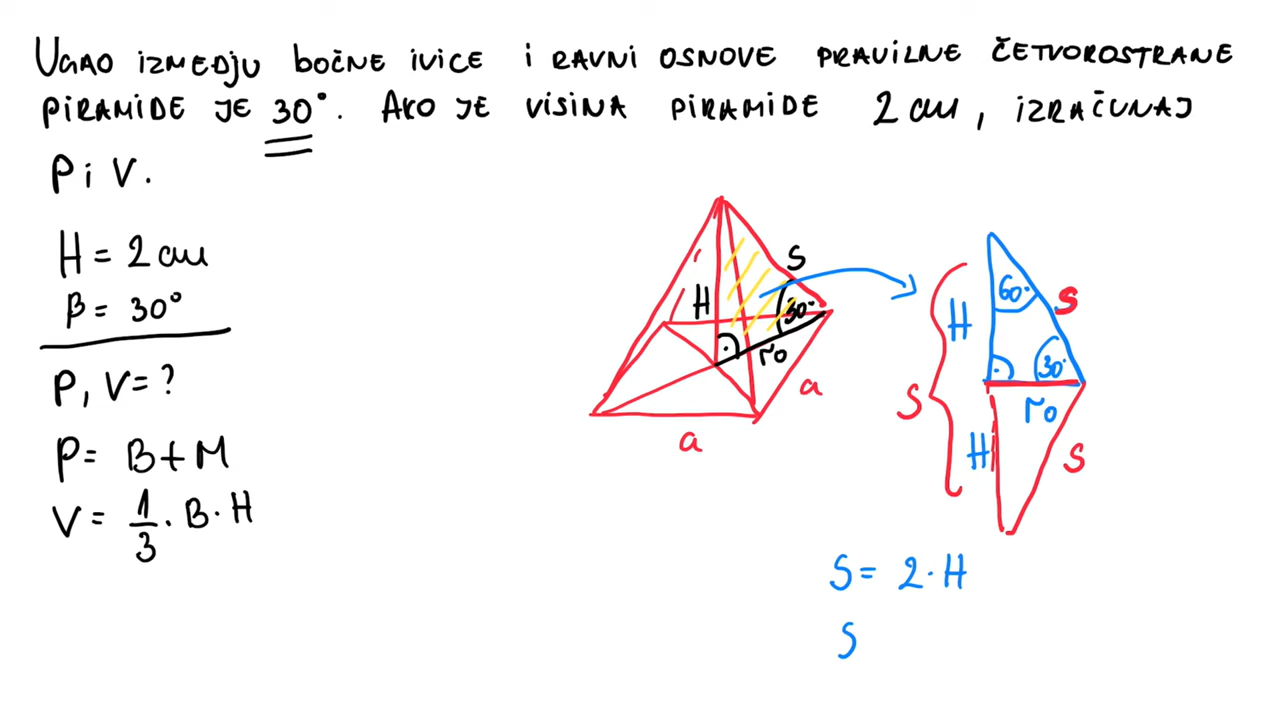 UGAO IZMEDJU BOČNE IVICE I RAVNI OSNOVE PRAVILNE ČETVOROSTRANE
PIRAMIDE JE 30°. AKO JE VISINA PIRAMIDE 2 cm, IZRAČUNAJ
P i V.
H = 2 cm
β = 30°
P, V = ?
P = B + M
V = 1/3 · B · H
H
s
30°
r₀
a
a
60°
H
s
s
30°
r₀
H
s
S = 2 · H
S